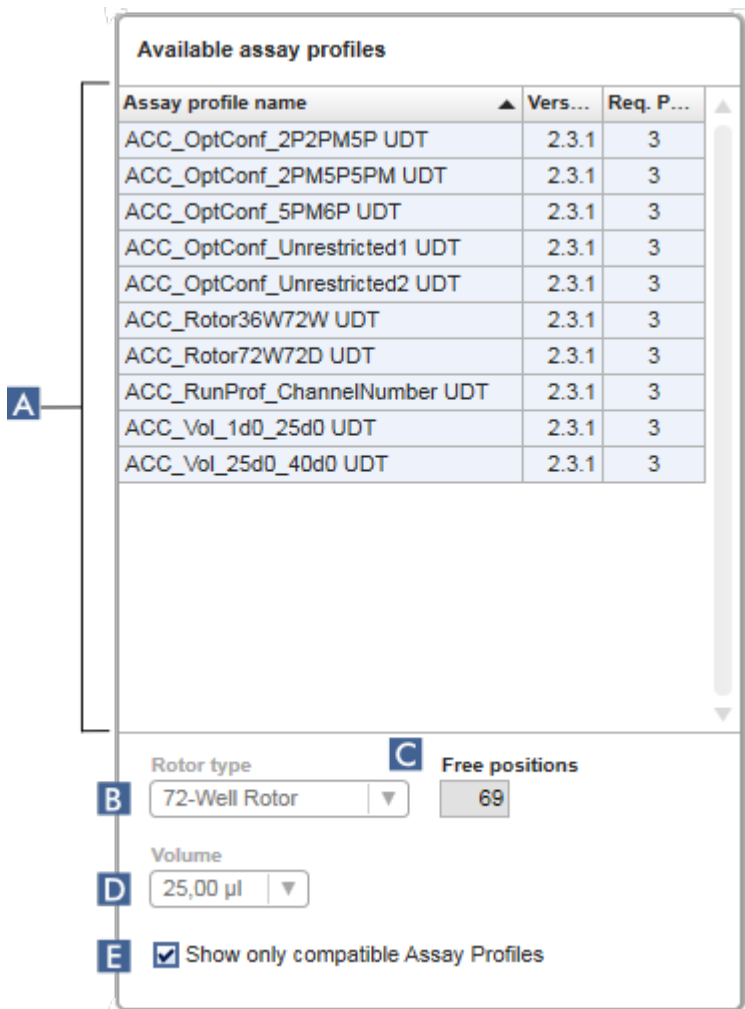 Available assay profiles
Assay profile name ▲ Vers... Req. P...
ACC_OptConf_2P2PM5P UDT 2.3.1 3
ACC_OptConf_2PM5P5PM UDT 2.3.1 3
ACC_OptConf_5PM6P UDT 2.3.1 3
ACC_OptConf_Unrestricted1 UDT 2.3.1 3
ACC_OptConf_Unrestricted2 UDT 2.3.1 3
ACC_Rotor36W72W UDT 2.3.1 3
ACC_Rotor72W72D UDT 2.3.1 3
ACC_RunProf_ChannelNumber UDT 2.3.1 3
A
ACC_Vol_1d0_25d0 UDT 2.3.1 3
ACC_Vol_25d0_40d0 UDT 2.3.1 3
Rotor type C Free positions
B 72-Well Rotor 69
Volume
D 25,00 µl
E Show only compatible Assay Profiles